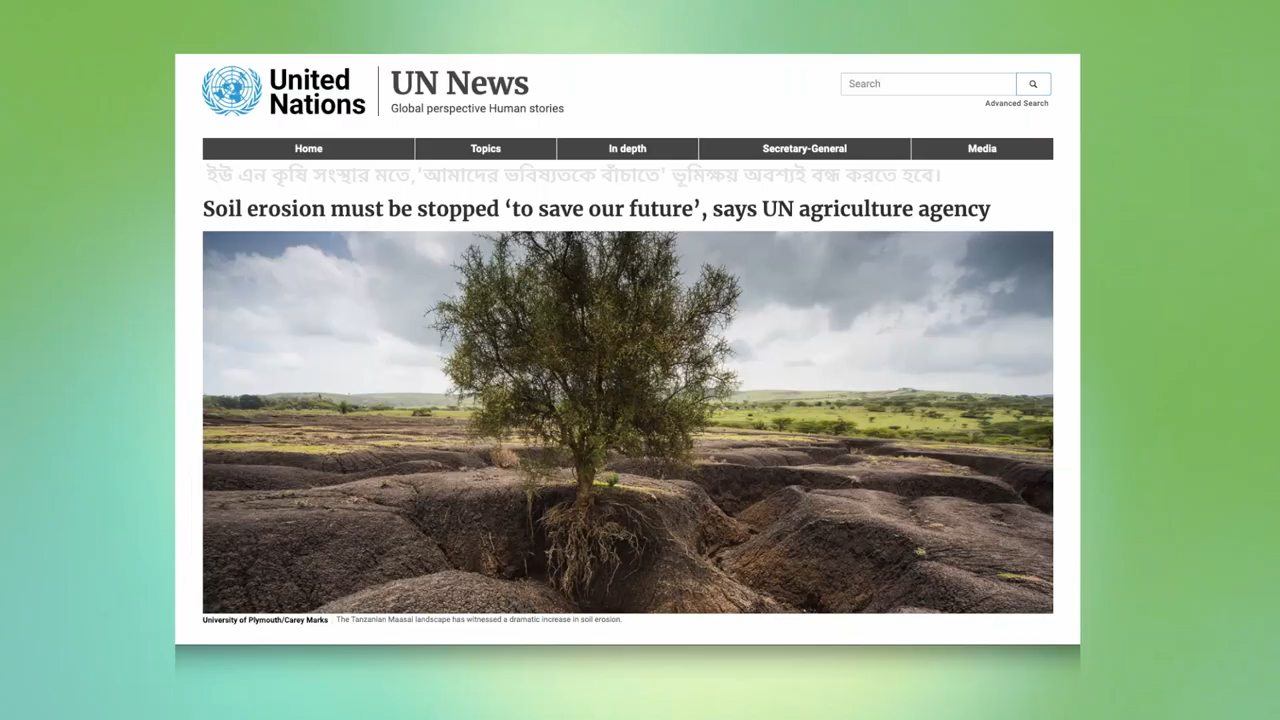 United
Nations
UN News
Global perspective Human stories
Search
Advanced Search
Home Topics In depth Secretary-General Media
ইউ এন কৃষি সংস্থার মতে,'আমাদের ভবিষ্যতকে বাঁচাতে' ভূমিক্ষয় অবশ্যই বন্ধ করতে হবে।
Soil erosion must be stopped ‘to save our future’, says UN agriculture agency
University of Plymouth/Carey Marks The Tanzanian Maasai landscape has witnessed a dramatic increase in soil erosion.